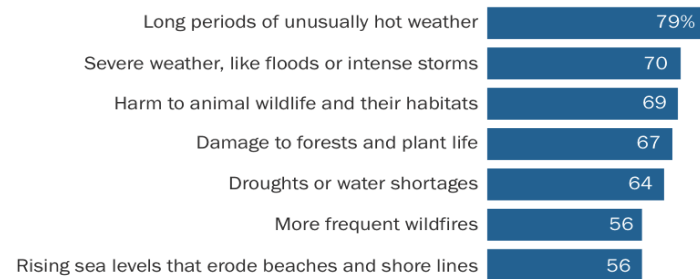 Long periods of unusually hot weather 79%
Severe weather, like floods or intense storms 70
Harm to animal wildlife and their habitats 69
Damage to forests and plant life 67
Droughts or water shortages 64
More frequent wildfires 56
Rising sea levels that erode beaches and shore lines 56